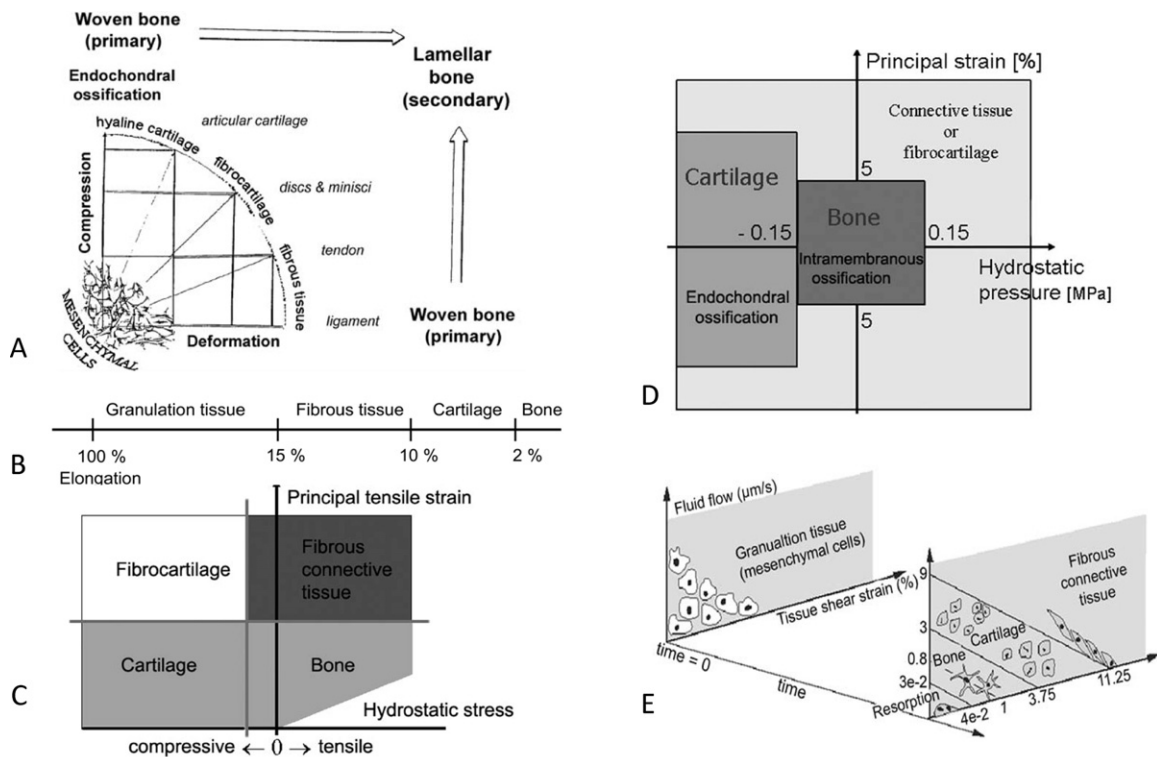 Woven bone
(primary)
Lamellar
bone
(secondary)
Endochondral
ossification
hyaline cartilage
articular cartilage
fibrocartilage
discs & minisci
Compression
tendon
fibrous tissue
MESENCHYMAL
CELLS
Deformation
ligament
Woven bone
(primary)
A
Granulation tissue
Fibrous tissue
Cartilage
Bone
100 %
15 %
10 %
2 %
Elongation
B
Principal tensile strain
Fibrocartilage
Fibrous
connective
tissue
Cartilage
Bone
Hydrostatic stress
compressive ← 0 → tensile
C
Principal strain [%]
Connective tissue
or
fibrocartilage
Cartilage
5
Bone
- 0.15
0.15
Intramembranous
ossification
Hydrostatic
pressure [MPa]
Endochondral
ossification
5
D
Fluid flow (µm/s)
Granualtion tissue
(mesenchymal cells)
Tissue shear strain (%)
time = 0
time
Fibrous
connective
tissue
9
3
0.8
3e-2
Cartilage
Bone
Resorption
4e-2
1
3.75
11.25
E